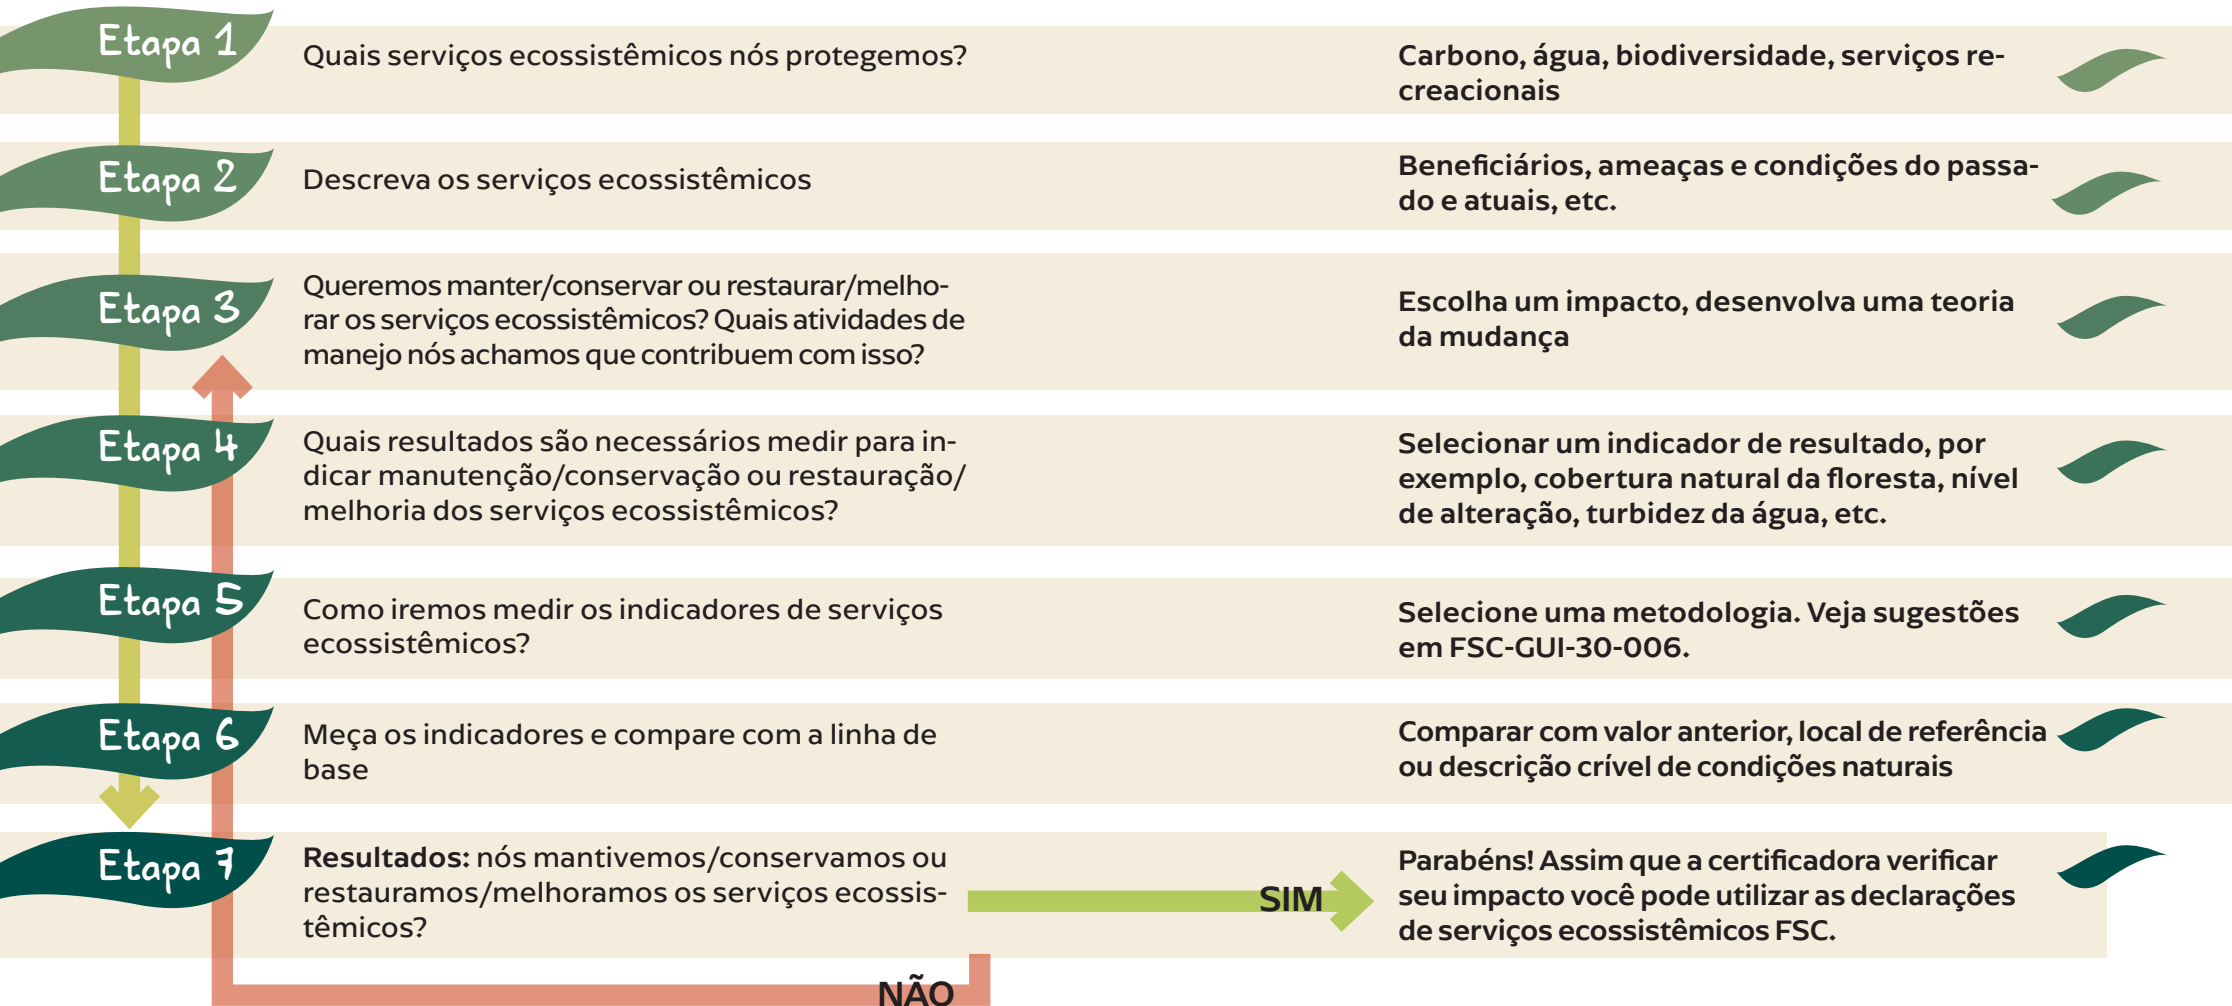 Etapa 1
Quais serviços ecossistêmicos nós protegemos?
Carbono, água, biodiversidade, serviços re-
creacionais
Etapa 2
Descreva os serviços ecossistêmicos
Beneficiários, ameaças e condições do passa-
do e atuais, etc.
Etapa 3
Queremos manter/conservar ou restaurar/melho-
rar os serviços ecossistêmicos? Quais atividades de
manejo nós achamos que contribuem com isso?
Escolha um impacto, desenvolva uma teoria
da mudança
Etapa 4
Quais resultados são necessários medir para in-
dicar manutenção/conservação ou restauração/
melhoria dos serviços ecossistêmicos?
Selecionar um indicador de resultado, por
exemplo, cobertura natural da floresta, nível
de alteração, turbidez da água, etc.
Etapa 5
Como iremos medir os indicadores de serviços
ecossistêmicos?
Selecione uma metodologia. Veja sugestões
em FSC-GUI-30-006.
Etapa 6
Meça os indicadores e compare com a linha de
base
Comparar com valor anterior, local de referência
ou descrição crível de condições naturais
Etapa 7
Resultados: nós mantivemos/conservamos ou
restauramos/melhoramos os serviços ecossis-
têmicos?
SIM
Parabéns! Assim que a certificadora verificar
seu impacto você pode utilizar as declarações
de serviços ecossistêmicos FSC.
NÃO